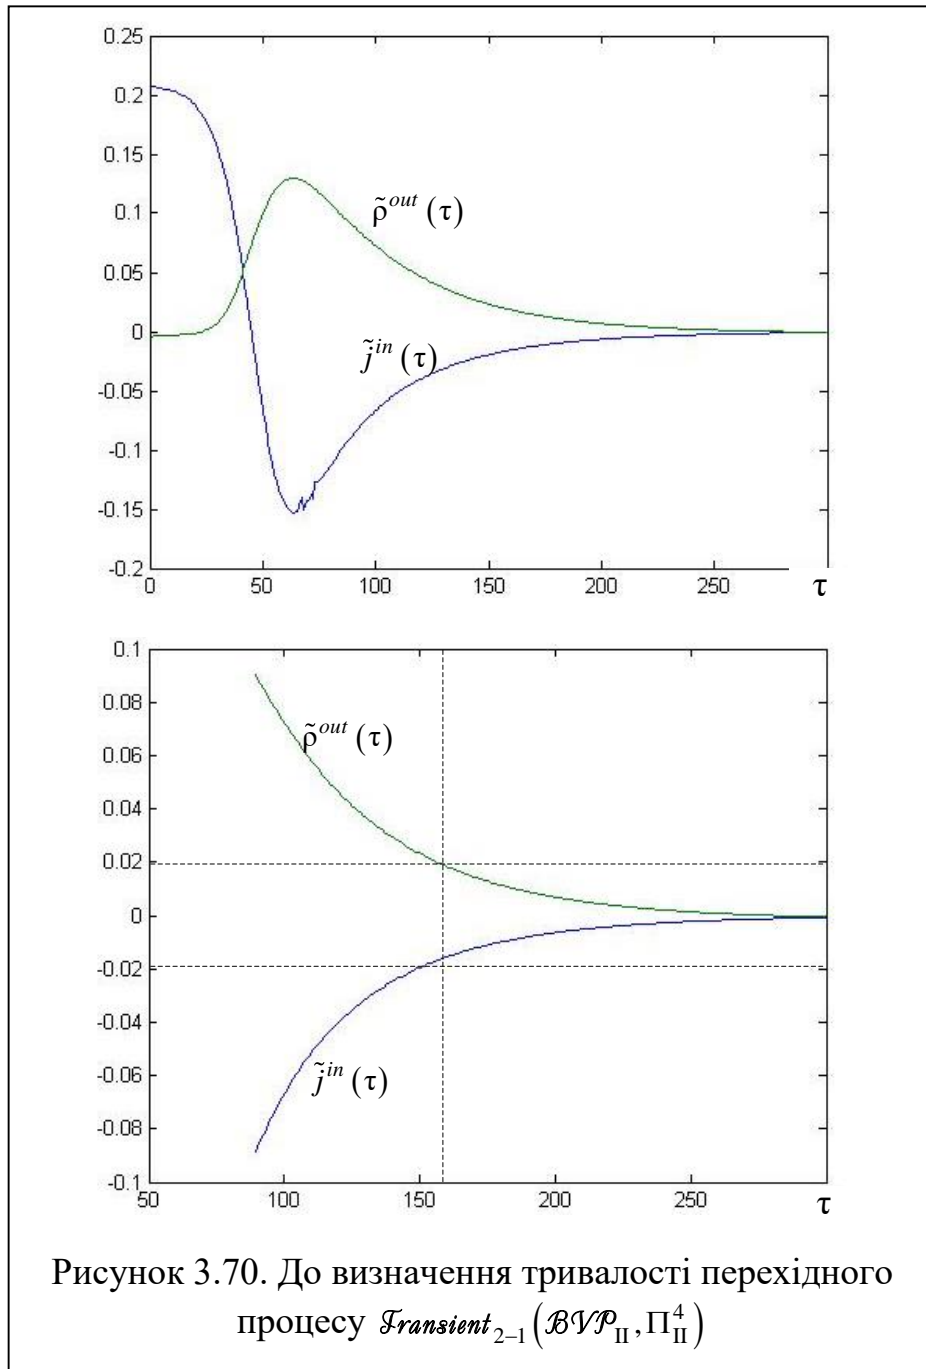 0.25
0.2
0.15
0.1
0.05
0
-0.05
-0.1
-0.15
-0.2
ρ̃^out (τ)
j̃^in (τ)
0 50 100 150 200 250 τ
0.1
0.08
0.06
0.04
0.02
0
-0.02
-0.04
-0.06
-0.08
-0.1
ρ̃^out (τ)
j̃^in (τ)
50 100 150 200 250 τ
Рисунок 3.70. До визначення тривалості перехідного
процесу 𝒯ransient₂₋₁(ℬ𝒱𝒫_II, Π_II^4)